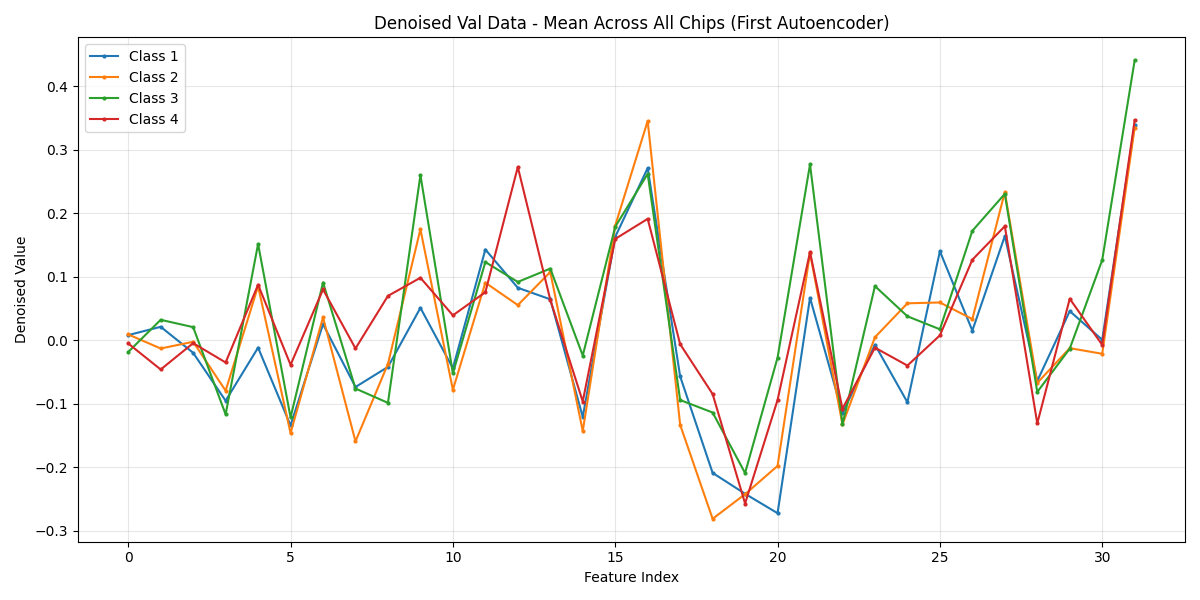 Denoised Val Data - Mean Across All Chips (First Autoencoder)
Class 1
Class 2
Class 3
Class 4
Denoised Value
0.4
0.3
0.2
0.1
0.0
−0.1
−0.2
−0.3
0 5 10 15 20 25 30
Feature Index